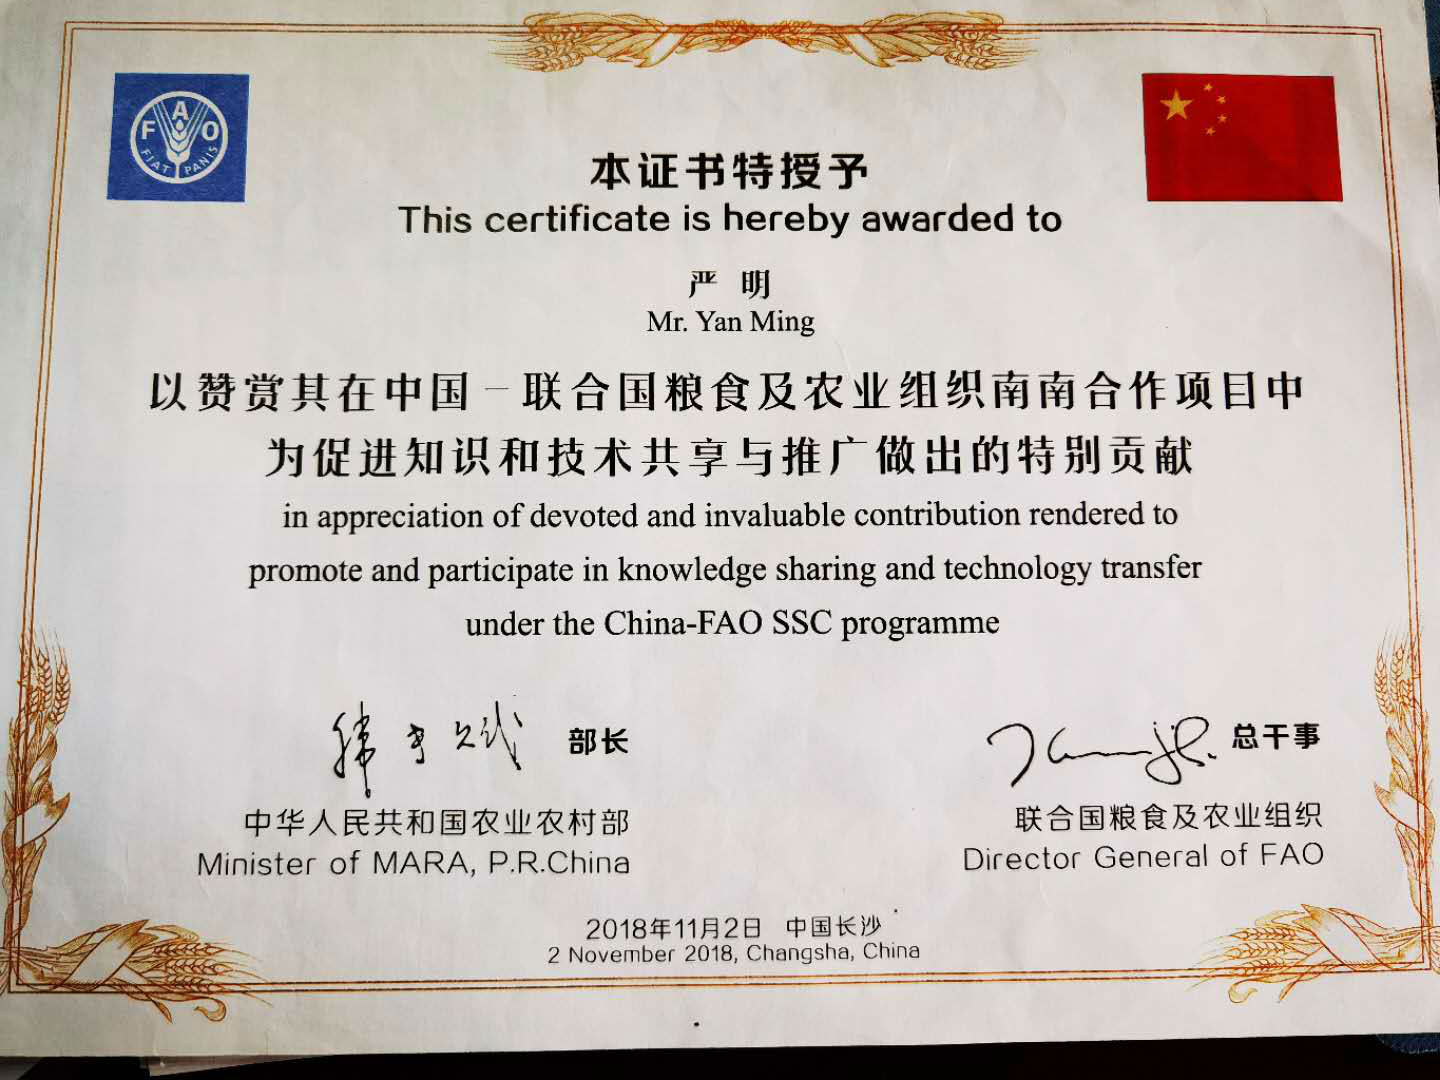 FAO
FIAT PANIS
本证书特授予
This certificate is hereby awarded to
严 明
Mr. Yan Ming
以赞赏其在中国－联合国粮食及农业组织南南合作项目中
为促进知识和技术共享与推广做出的特别贡献
in appreciation of devoted and invaluable contribution rendered to
promote and participate in knowledge sharing and technology transfer
under the China-FAO SSC programme
部长
中华人民共和国农业农村部
Minister of MARA, P.R.China
总干事
联合国粮食及农业组织
Director General of FAO
2018年11月2日 中国长沙
2 November 2018, Changsha, China